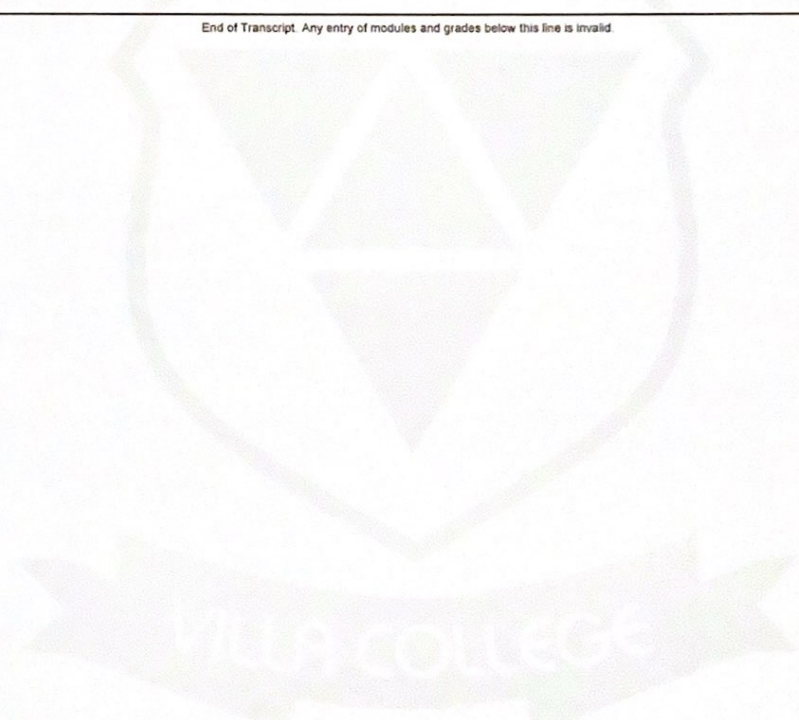 End of Transcript. Any entry of modules and grades below this line is invalid.
VILLA COLLEGE